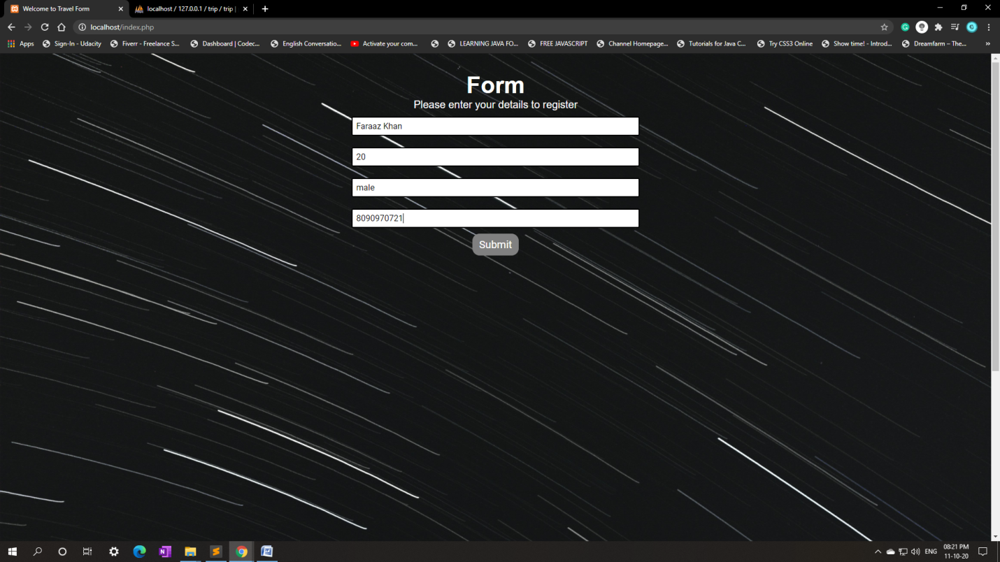 Welcome to Travel Form
localhost / 127.0.0.1 / trip / trip |
localhost/index.php
Apps
Sign-In - Udacity
Fiverr - Freelance S...
Dashboard | Codec...
English Conversatio...
Activate your com...
LEARNING JAVA FO...
FREE JAVASCRIPT
Channel Homepage...
Tutorials for Java C...
Try CSS3 Online
Show time! - Introd...
Dreamfarm – The...
»
Form
Please enter your details to register
Faraaz Khan
20
male
8090970721
Submit
ENG
08:21 PM
11-10-20